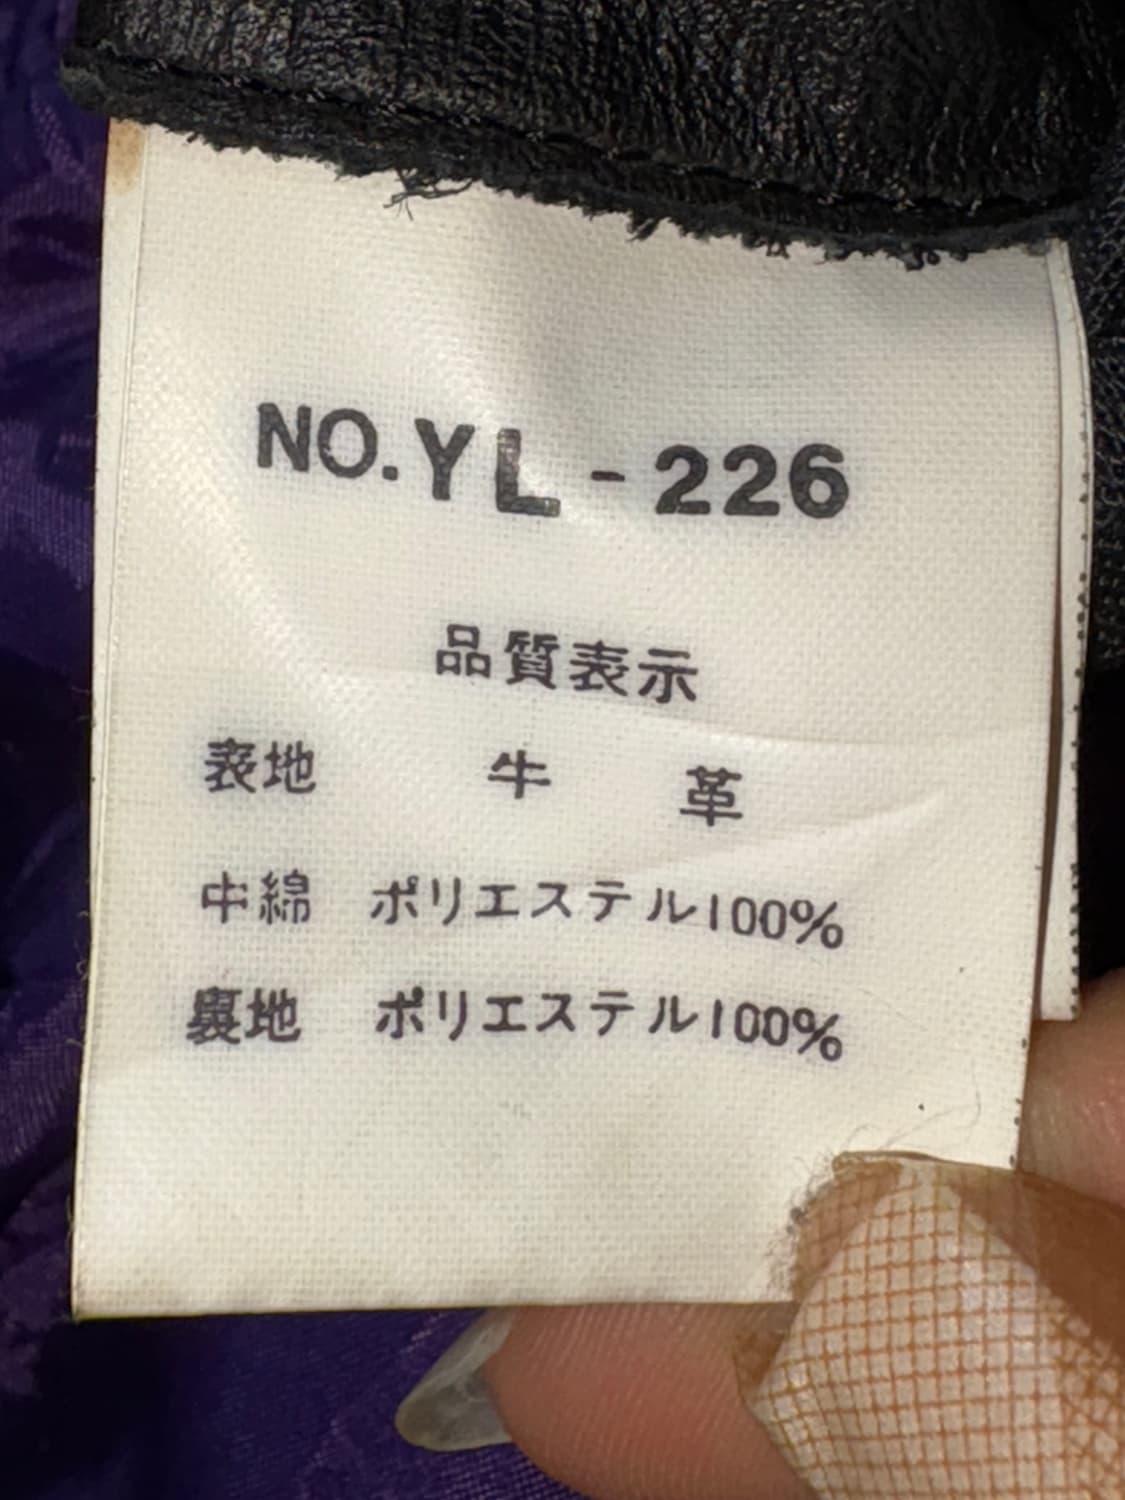 NO.YL-226
品質表示
表地 牛革
中綿 ポリエステル100%
裏地 ポリエステル100%